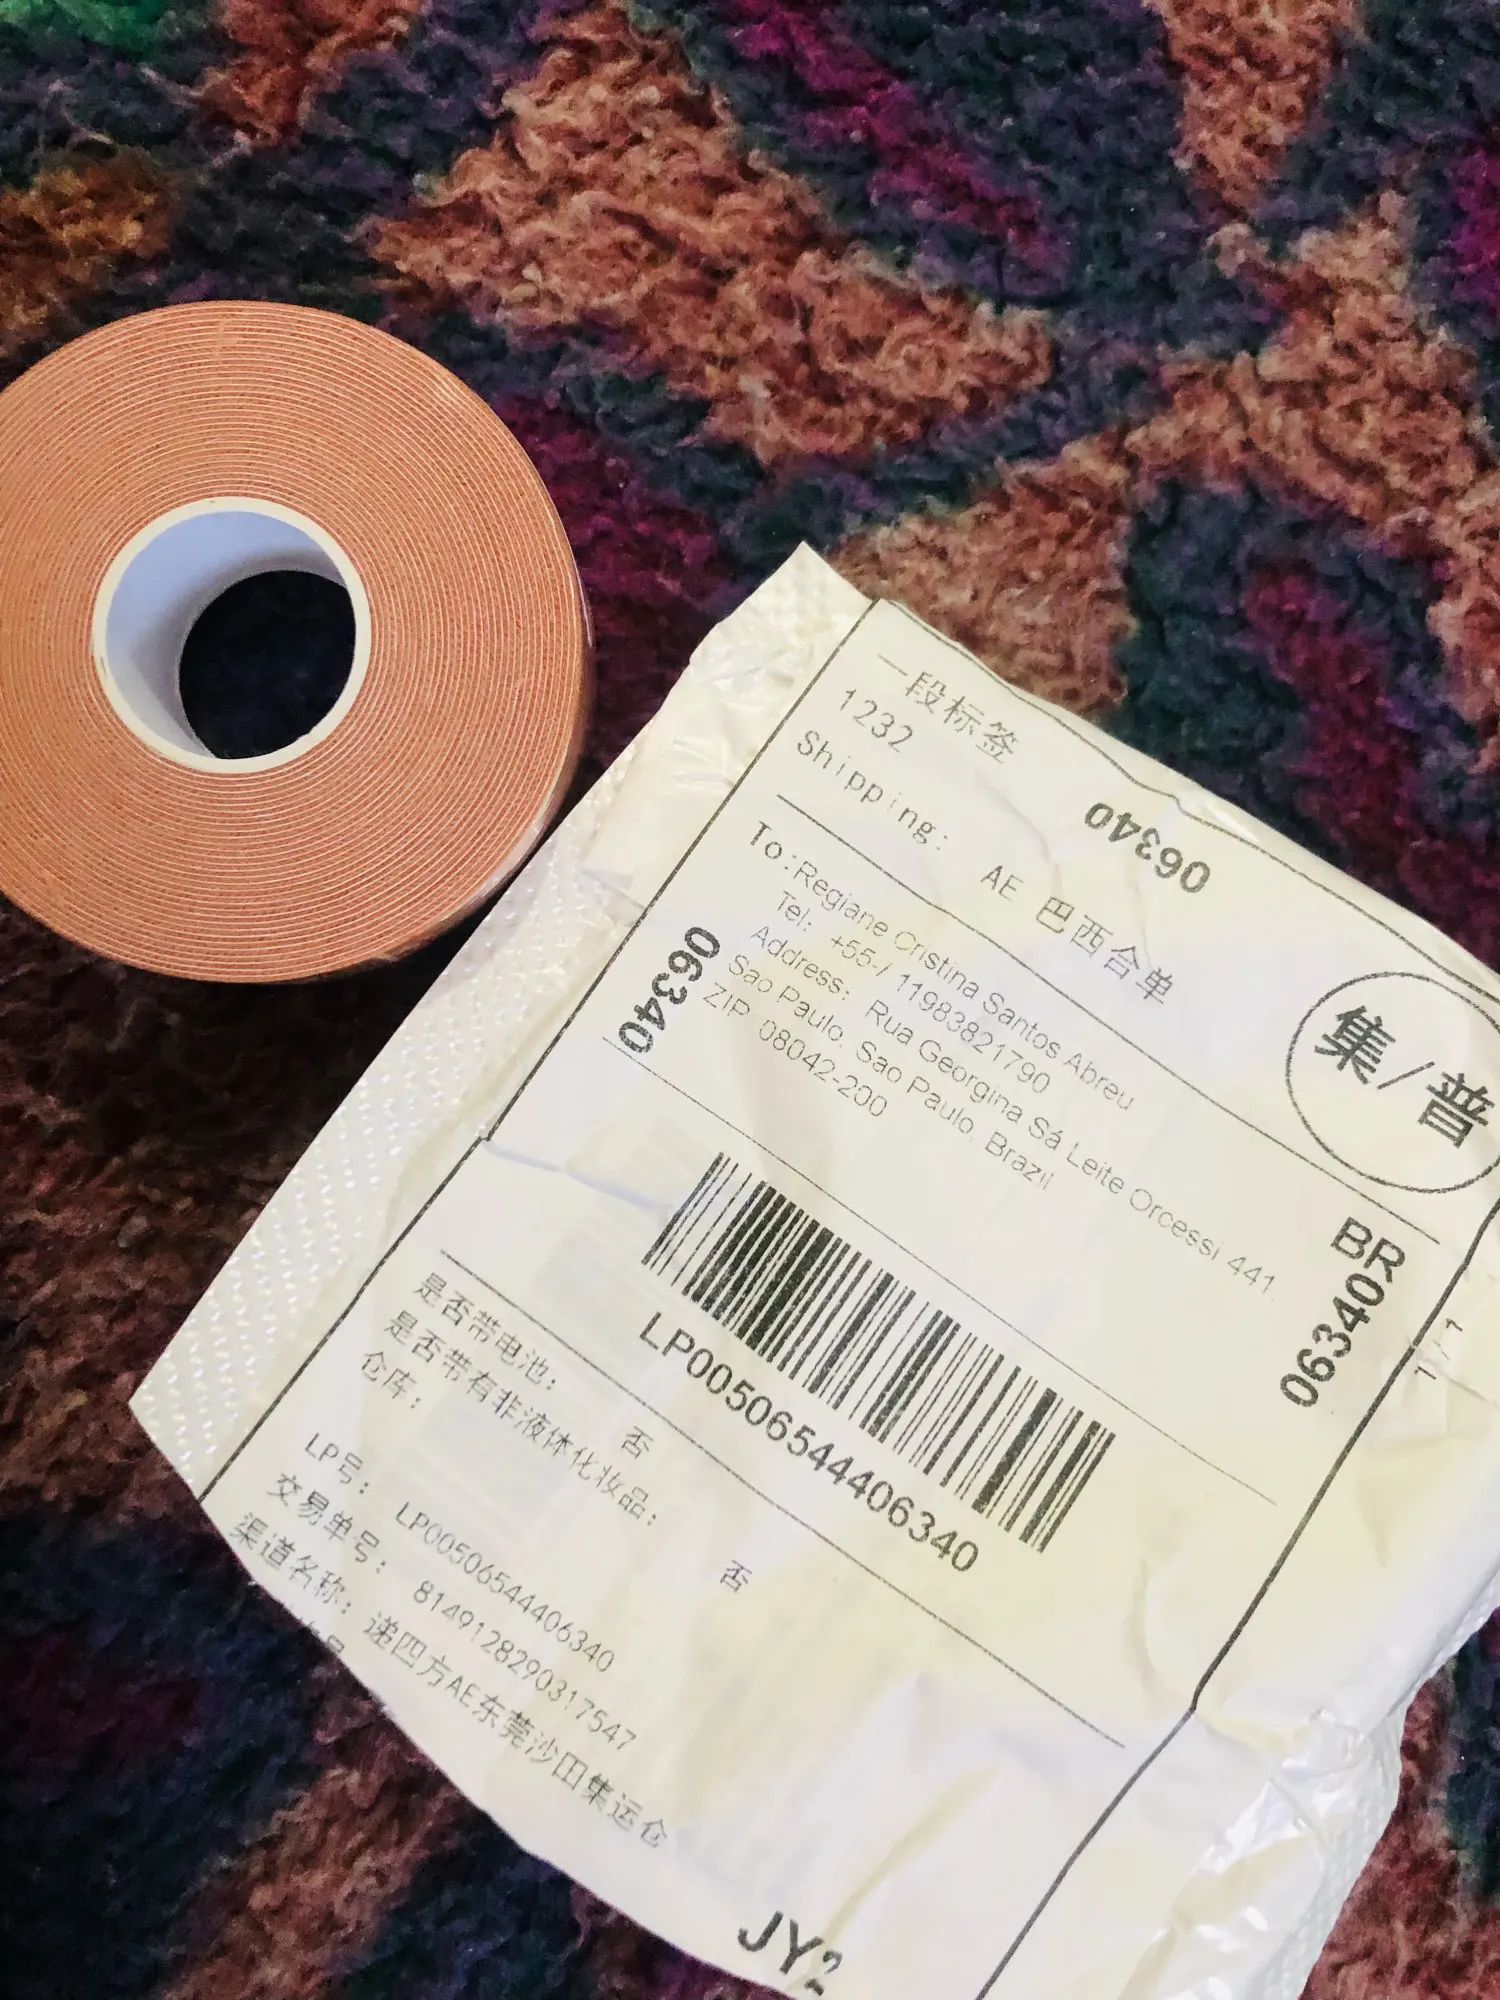 一段标签
1232
06340
Shipping: AE 巴西合单
集/普
To:Regiane Cristina Santos Abreu
Tel: +55-/ 11983821790
Address: Rua Georgina Sá Leite Orcessi 441,
Sao Paulo, Sao Paulo, Brazil
ZIP 08042-200
06340
BR
06340
1/1
LP00506544406340
是否带电池: 否
是否带有非液体化妆品: 否
仓库:
LP号: LP00506544406340
交易单号: 8149128290317547
渠道名称: 递四方AE东莞沙田集运仓
JY2